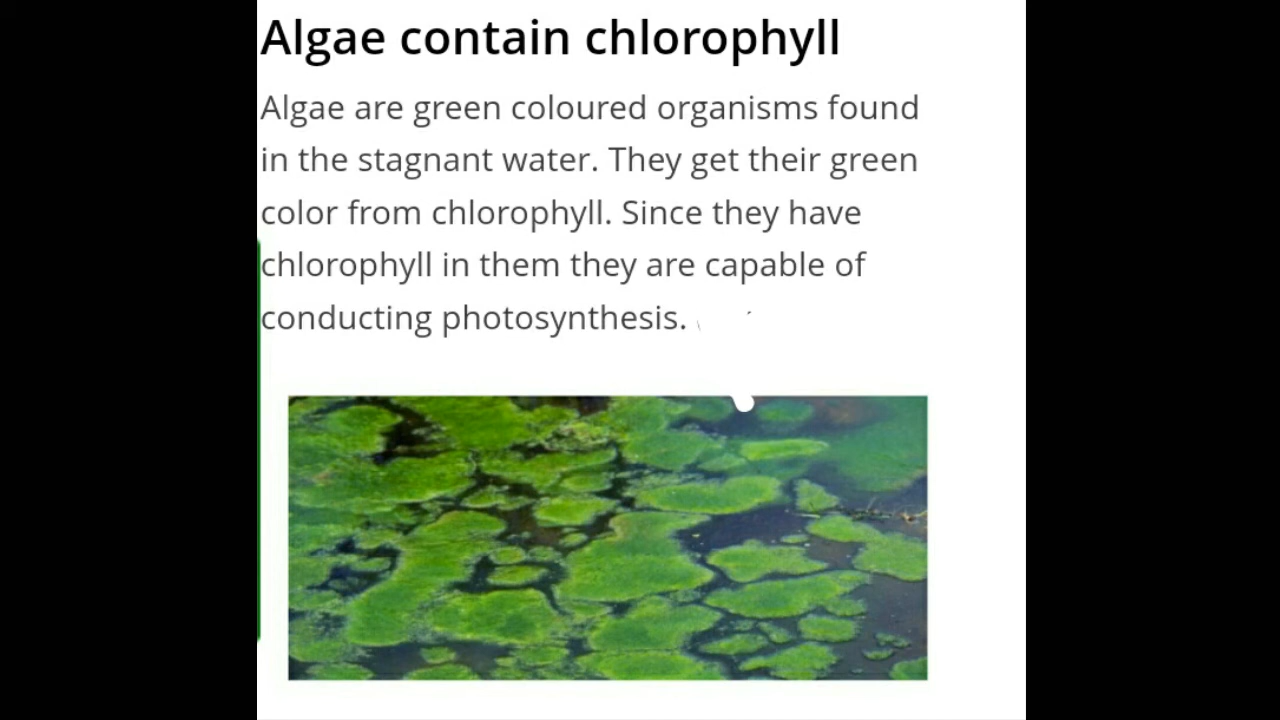 Algae contain chlorophyll
Algae are green coloured organisms found
in the stagnant water. They get their green
color from chlorophyll. Since they have
chlorophyll in them they are capable of
conducting photosynthesis.